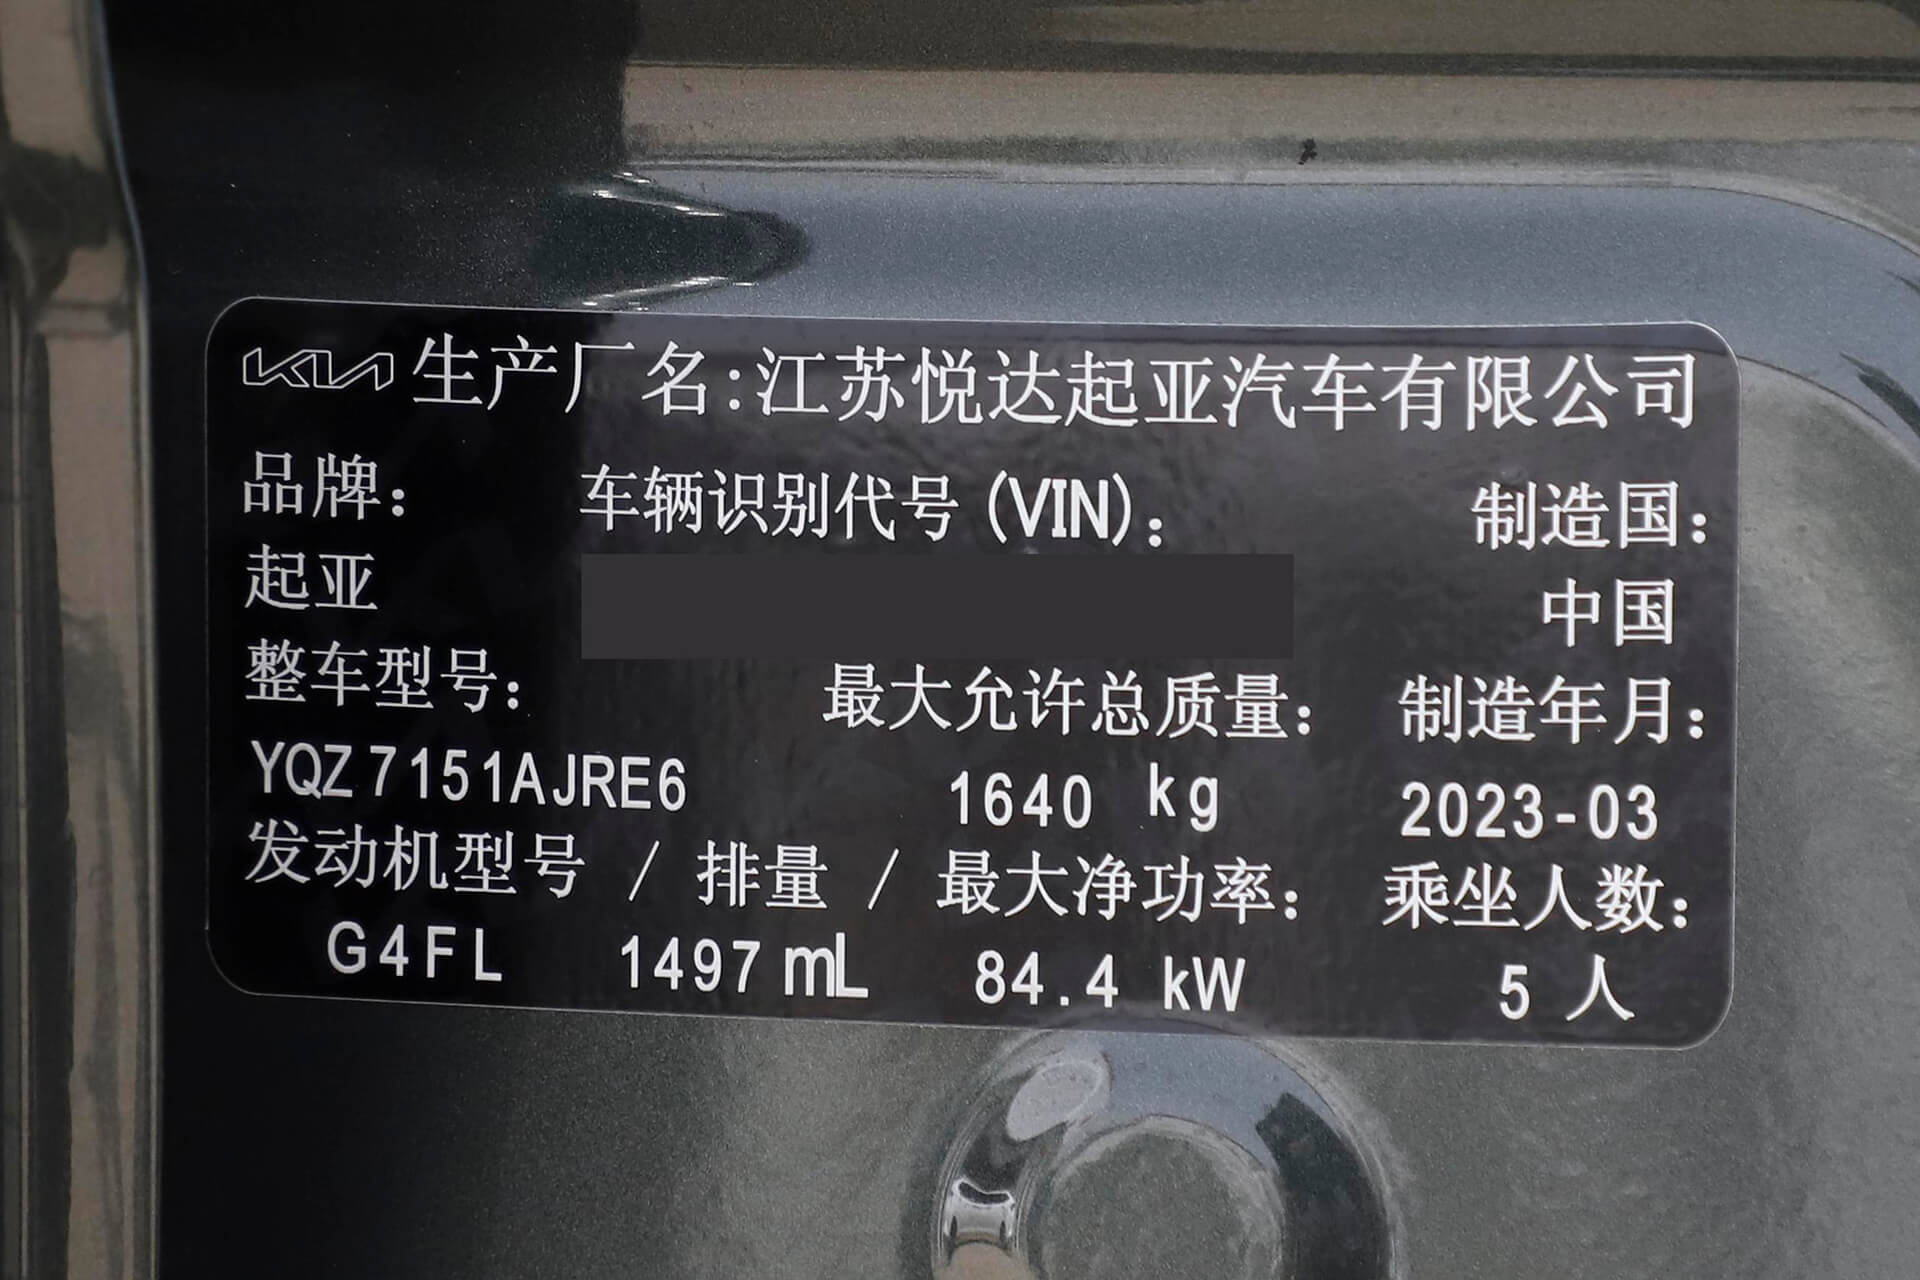 KIA 生产厂名:江苏悦达起亚汽车有限公司
品牌: 车辆识别代号(VIN): 制造国:
起亚 中国
整车型号: 最大允许总质量: 制造年月:
YQZ7151AJRE6 1640 kg 2023-03
发动机型号 / 排量 / 最大净功率: 乘坐人数:
G4FL 1497 mL 84.4 kW 5 人